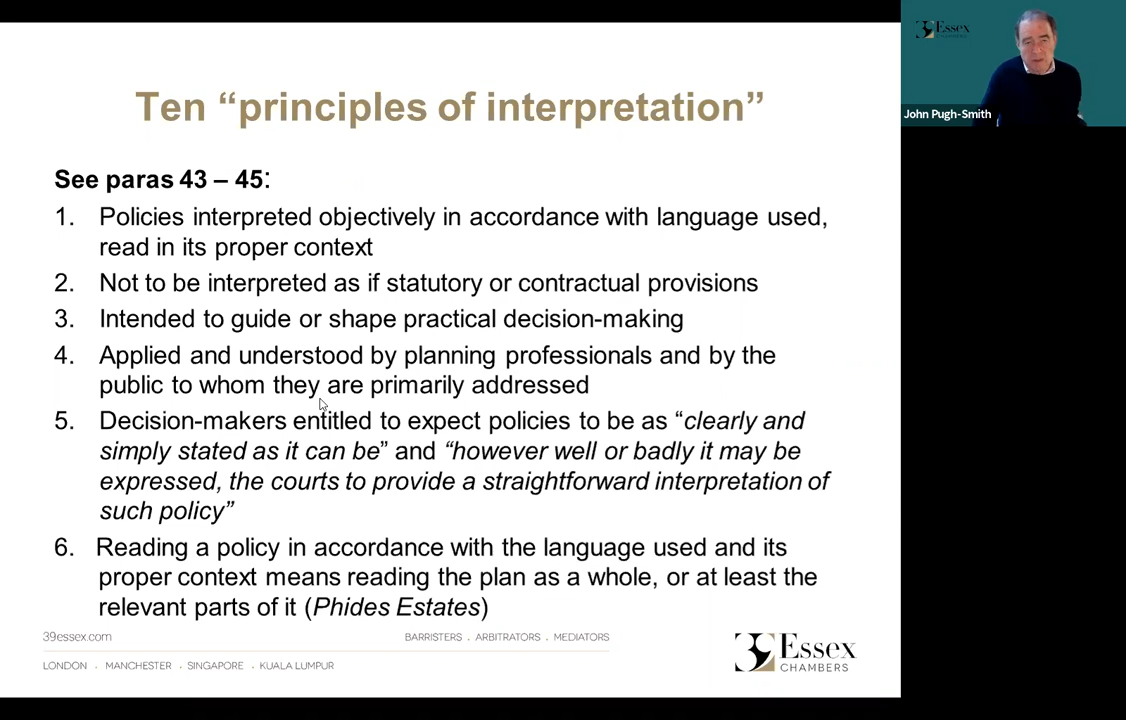 39 Essex
CHAMBERS
John Pugh-Smith
Ten “principles of interpretation”
See paras 43 – 45:
1. Policies interpreted objectively in accordance with language used,
read in its proper context
2. Not to be interpreted as if statutory or contractual provisions
3. Intended to guide or shape practical decision-making
4. Applied and understood by planning professionals and by the
public to whom they are primarily addressed
5. Decision-makers entitled to expect policies to be as “clearly and
simply stated as it can be” and “however well or badly it may be
expressed, the courts to provide a straightforward interpretation of
such policy”
6. Reading a policy in accordance with the language used and its
proper context means reading the plan as a whole, or at least the
relevant parts of it (Phides Estates)
39essex.com
BARRISTERS . ARBITRATORS . MEDIATORS
LONDON . MANCHESTER . SINGAPORE . KUALA LUMPUR
39 Essex
CHAMBERS